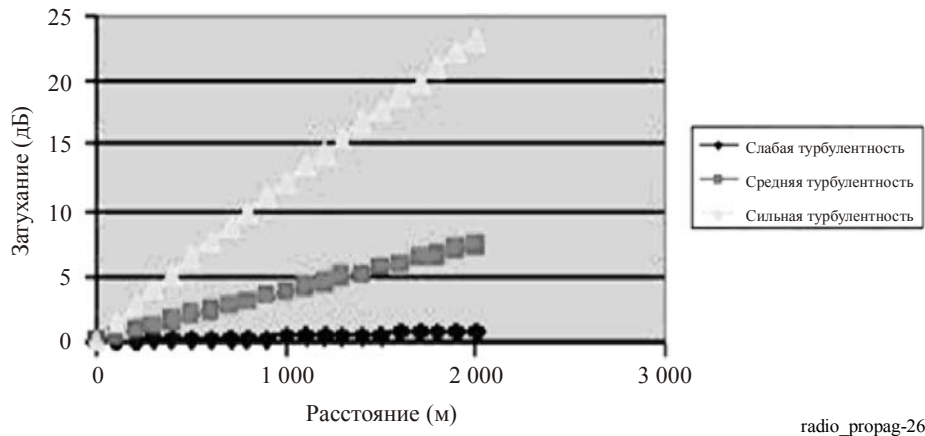 25
20
15
10
5
0
Затухание (дБ)
0
1 000
2 000
3 000
Расстояние (м)
Слабая турбулентность
Средняя турбулентность
Сильная турбулентность
radio_propag-26